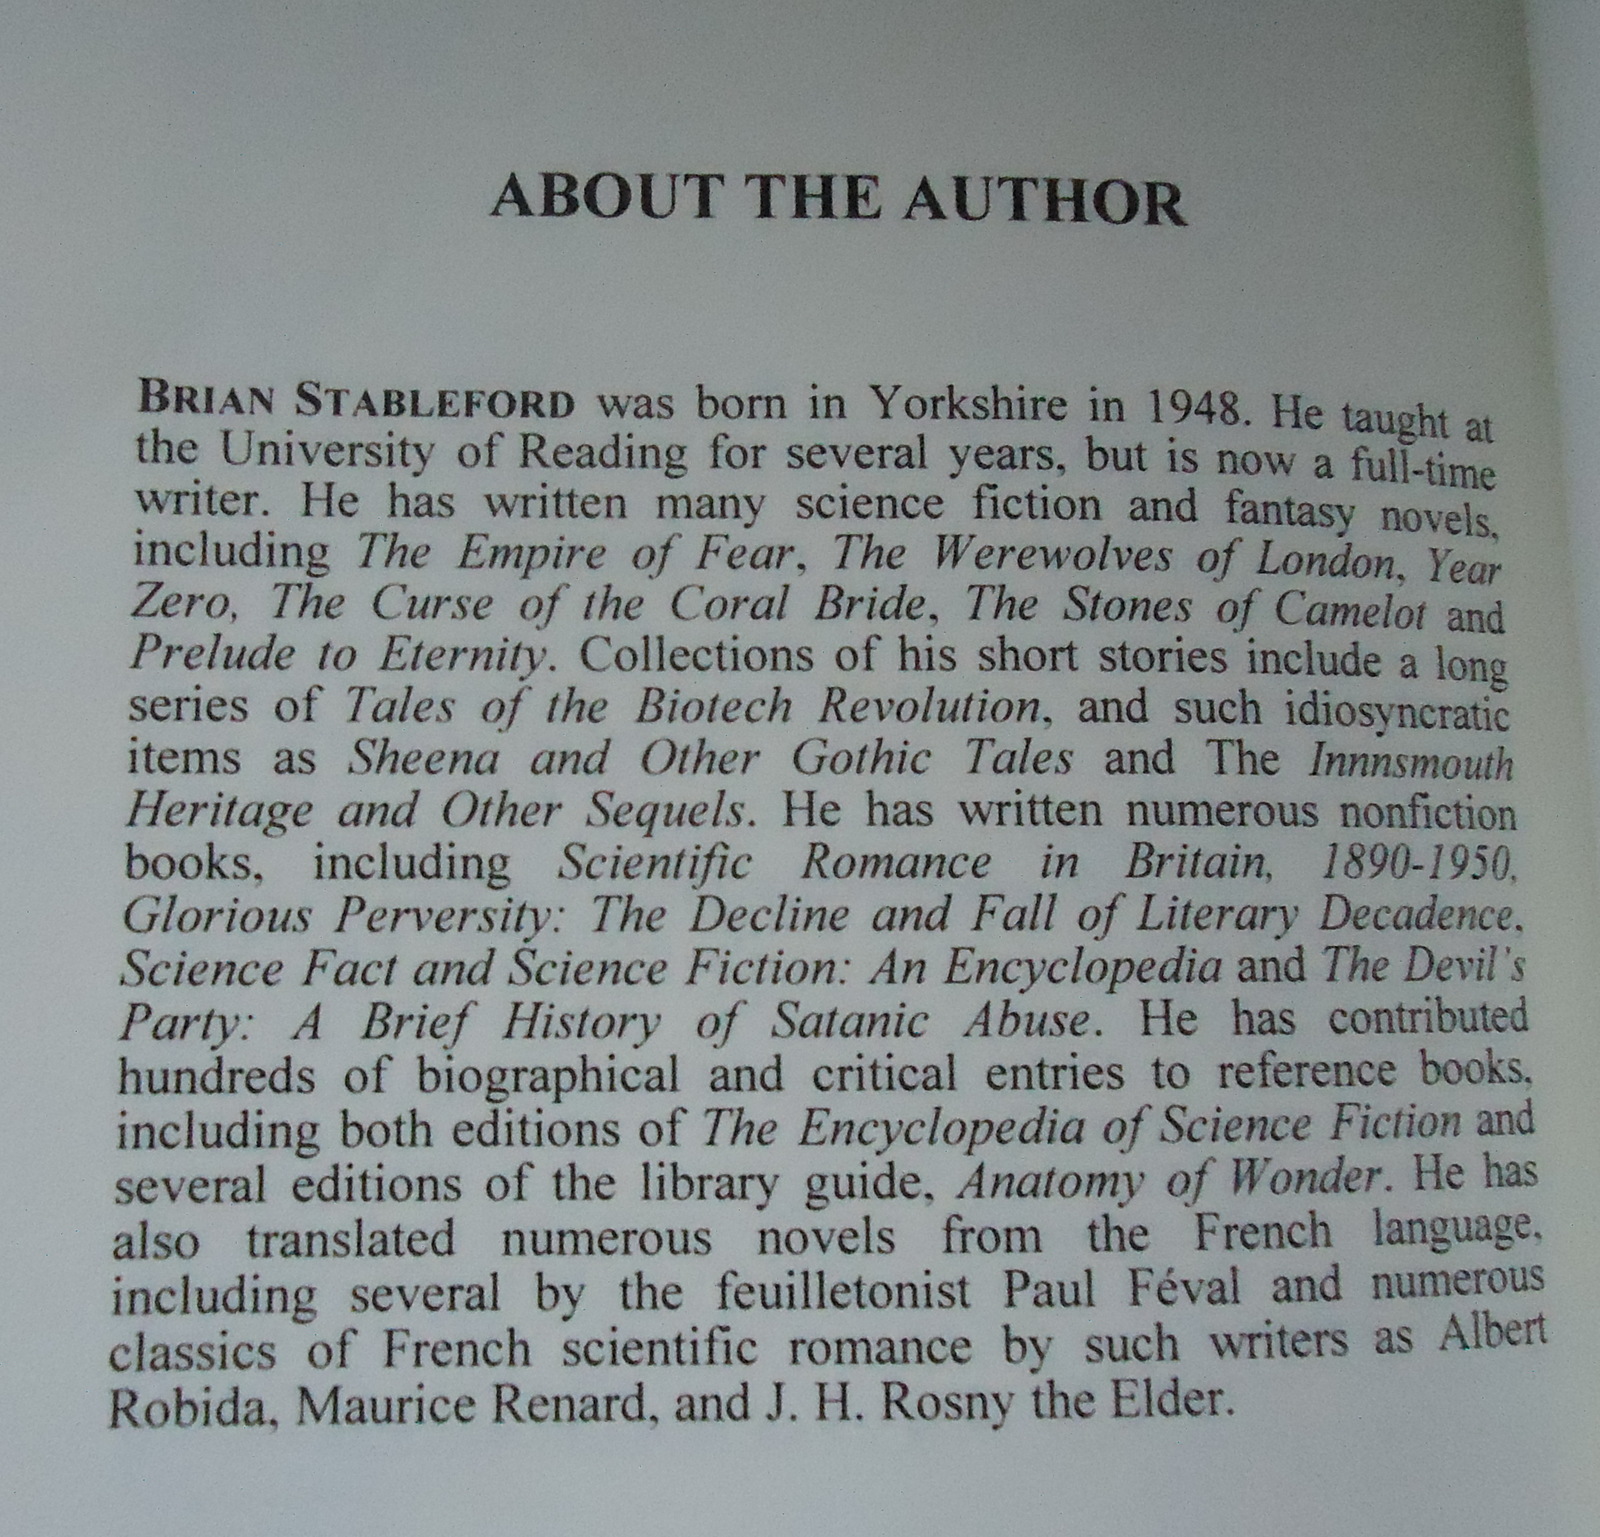 ABOUT THE AUTHOR
BRIAN STABLEFORD was born in Yorkshire in 1948. He taught at
the University of Reading for several years, but is now a full-time
writer. He has written many science fiction and fantasy novels,
including The Empire of Fear, The Werewolves of London, Year
Zero, The Curse of the Coral Bride, The Stones of Camelot and
Prelude to Eternity. Collections of his short stories include a long
series of Tales of the Biotech Revolution, and such idiosyncratic
items as Sheena and Other Gothic Tales and The Innnsmouth
Heritage and Other Sequels. He has written numerous nonfiction
books, including Scientific Romance in Britain, 1890-1950,
Glorious Perversity: The Decline and Fall of Literary Decadence,
Science Fact and Science Fiction: An Encyclopedia and The Devil's
Party: A Brief History of Satanic Abuse. He has contributed
hundreds of biographical and critical entries to reference books,
including both editions of The Encyclopedia of Science Fiction and
several editions of the library guide, Anatomy of Wonder. He has
also translated numerous novels from the French language,
including several by the feuilletonist Paul Féval and numerous
classics of French scientific romance by such writers as Albert
Robida, Maurice Renard, and J. H. Rosny the Elder.